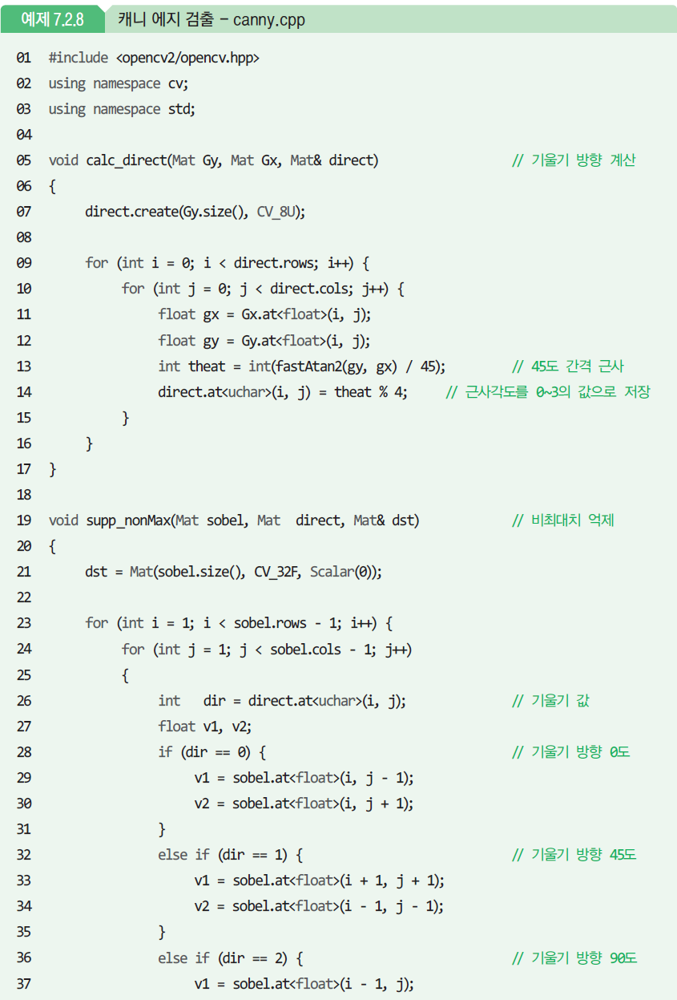 예제 7.2.8 캐니 에지 검출 - canny.cpp
01 #include <opencv2/opencv.hpp>
02 using namespace cv;
03 using namespace std;
04
05 void calc_direct(Mat Gy, Mat Gx, Mat& direct) // 기울기 방향 계산
06 {
07 direct.create(Gy.size(), CV_8U);
08
09 for (int i = 0; i < direct.rows; i++) {
10 for (int j = 0; j < direct.cols; j++) {
11 float gx = Gx.at<float>(i, j);
12 float gy = Gy.at<float>(i, j);
13 int theat = int(fastAtan2(gy, gx) / 45); // 45도 간격 근사
14 direct.at<uchar>(i, j) = theat % 4; // 근사각도를 0~3의 값으로 저장
15 }
16 }
17 }
18
19 void supp_nonMax(Mat sobel, Mat direct, Mat& dst) // 비최대치 억제
20 {
21 dst = Mat(sobel.size(), CV_32F, Scalar(0));
22
23 for (int i = 1; i < sobel.rows - 1; i++) {
24 for (int j = 1; j < sobel.cols - 1; j++)
25 {
26 int dir = direct.at<uchar>(i, j); // 기울기 값
27 float v1, v2;
28 if (dir == 0) { // 기울기 방향 0도
29 v1 = sobel.at<float>(i, j - 1);
30 v2 = sobel.at<float>(i, j + 1);
31 }
32 else if (dir == 1) { // 기울기 방향 45도
33 v1 = sobel.at<float>(i + 1, j + 1);
34 v2 = sobel.at<float>(i - 1, j - 1);
35 }
36 else if (dir == 2) { // 기울기 방향 90도
37 v1 = sobel.at<float>(i - 1, j);